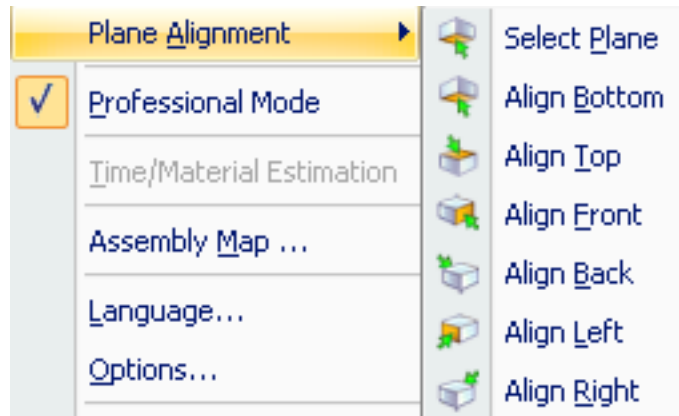 Plane Alignment
Professional Mode
Time/Material Estimation
Assembly Map ...
Language...
Options...
Select Plane
Align Bottom
Align Top
Align Front
Align Back
Align Left
Align Right